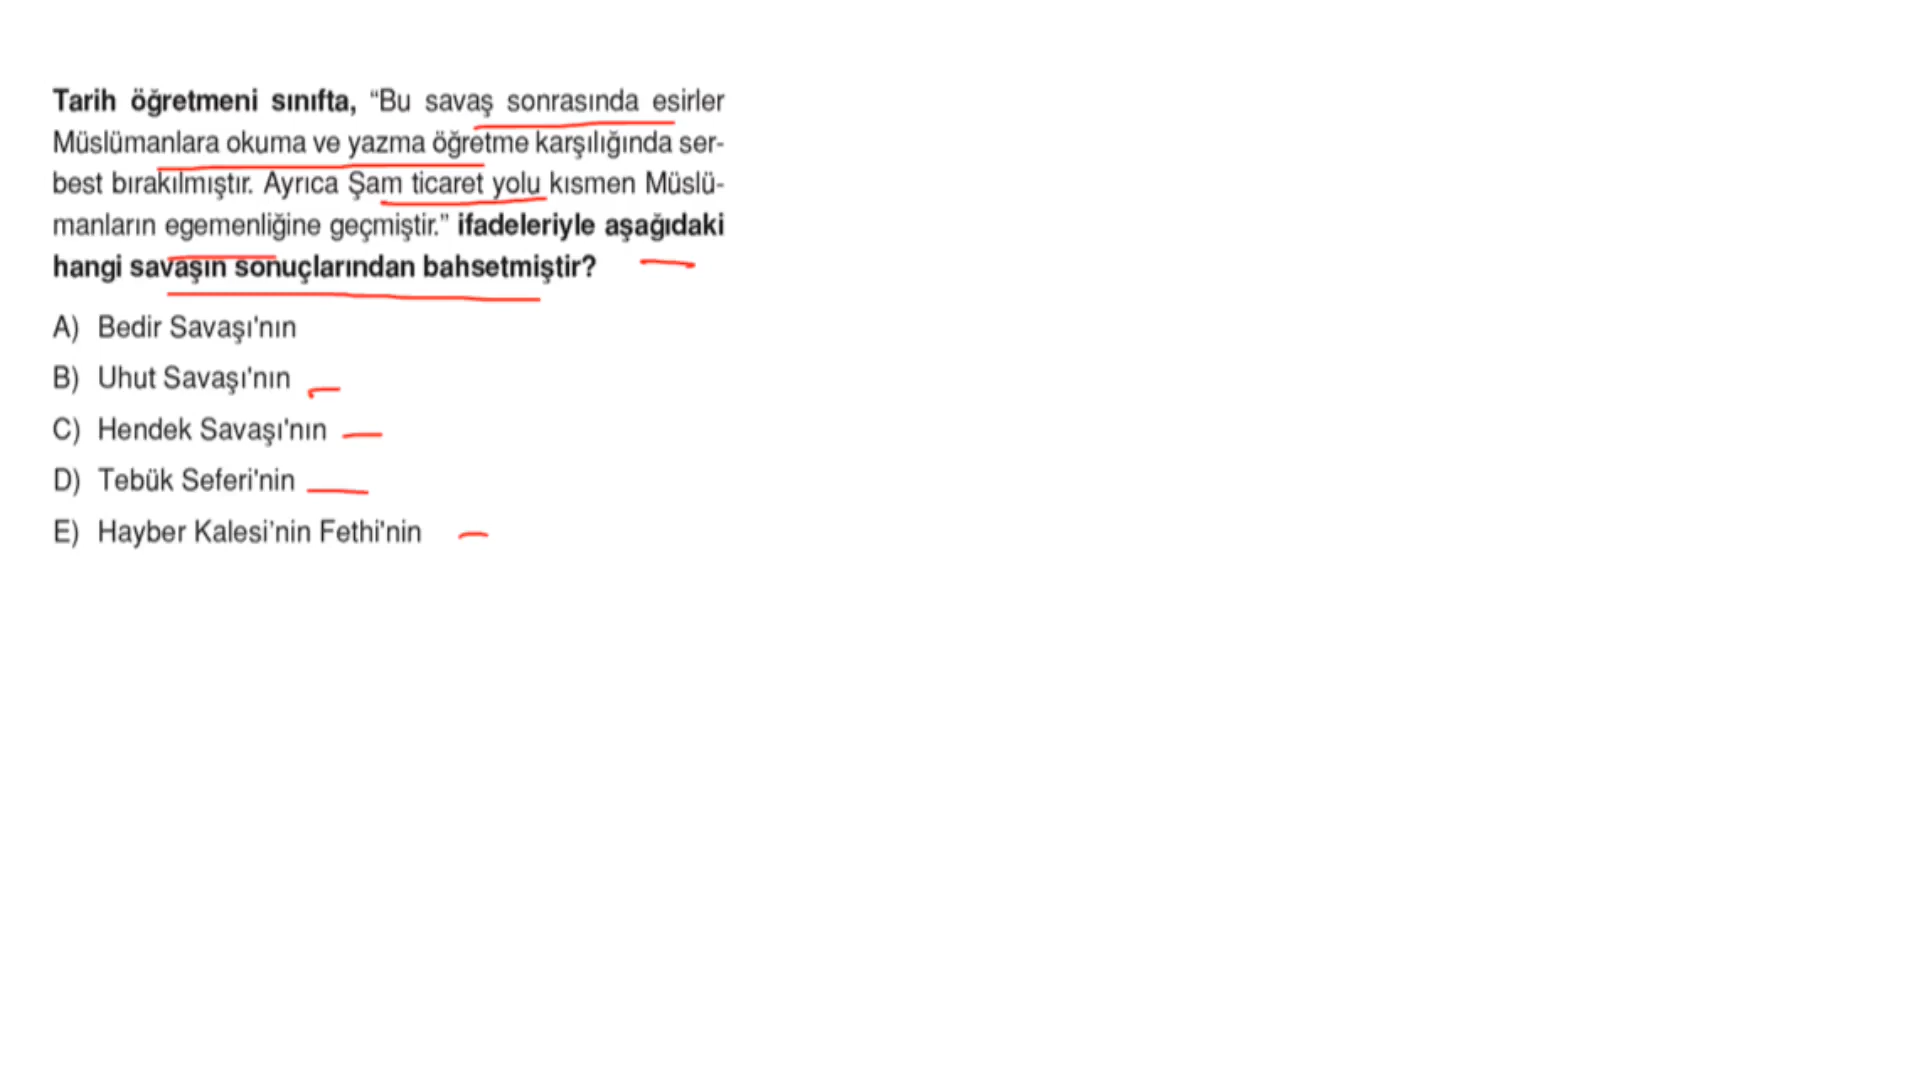 Tarih öğretmeni sınıfta, “Bu savaş sonrasında esirler
Müslümanlara okuma ve yazma öğretme karşılığında ser-
best bırakılmıştır. Ayrıca Şam ticaret yolu kısmen Müslü-
manların egemenliğine geçmiştir.” ifadeleriyle aşağıdaki
hangi savaşın sonuçlarından bahsetmiştir?
A) Bedir Savaşı'nın
B) Uhut Savaşı'nın
C) Hendek Savaşı'nın
D) Tebük Seferi'nin
E) Hayber Kalesi’nin Fethi'nin